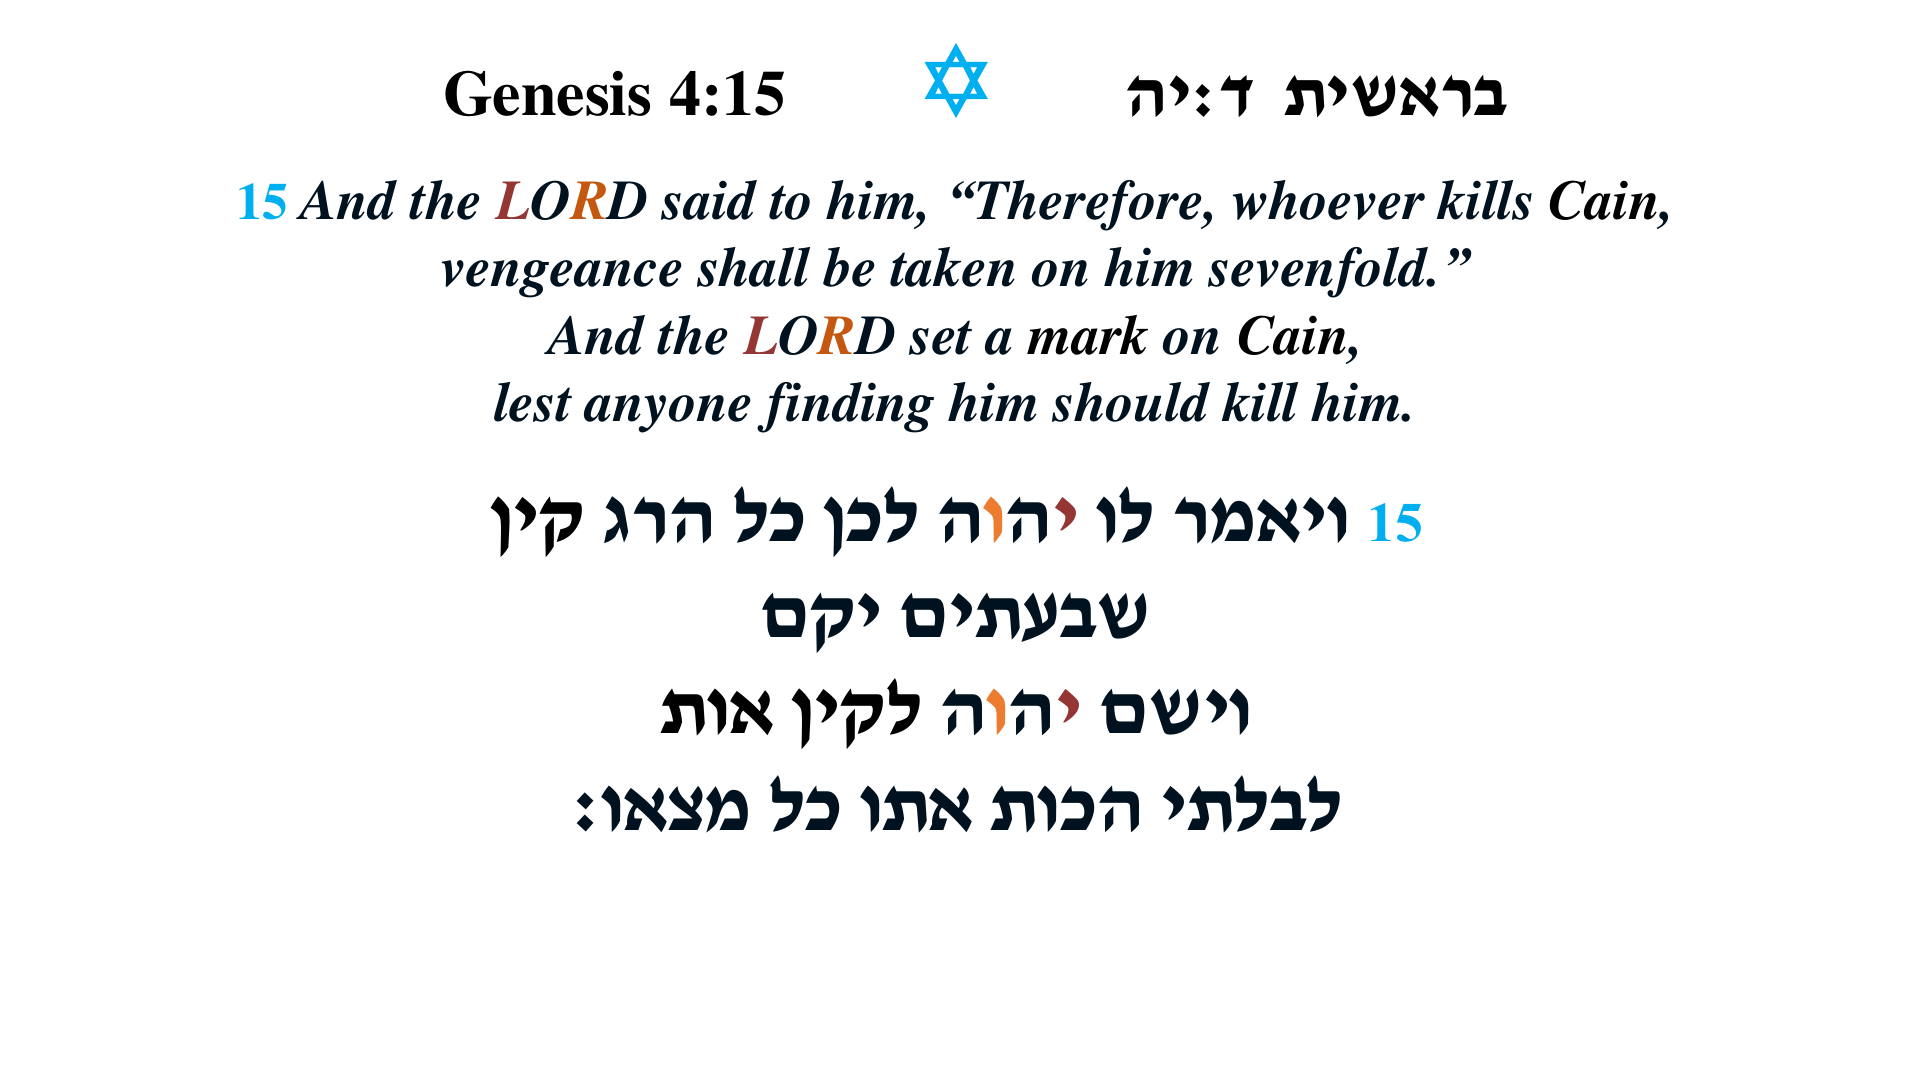 Genesis 4:15 ✡ בראשית ד:יה
15 And the LORD said to him, “Therefore, whoever kills Cain,
vengeance shall be taken on him sevenfold.”
And the LORD set a mark on Cain,
lest anyone finding him should kill him.
15 ויאמר לו יהוה לכן כל הרג קין
שבעתים יקם
וישם יהוה לקין אות
לבלתי הכות אתו כל מצאו: